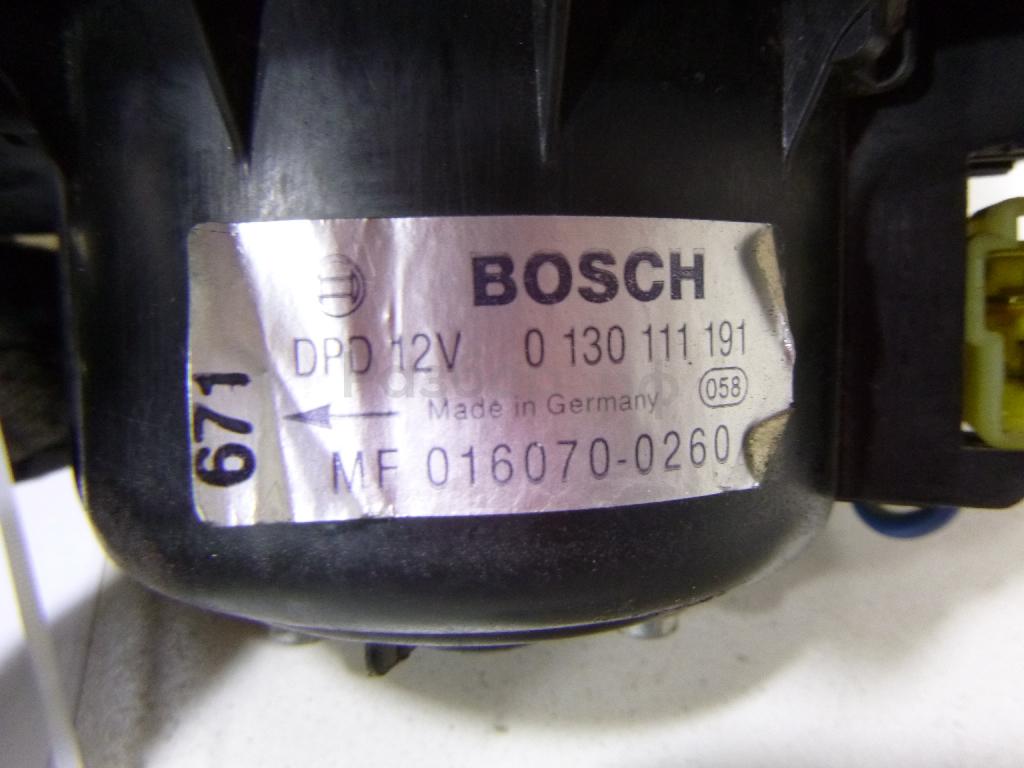 BOSCH
DPD 12V 0 130 111 191
Made in Germany 058
MF 016070-0260
671